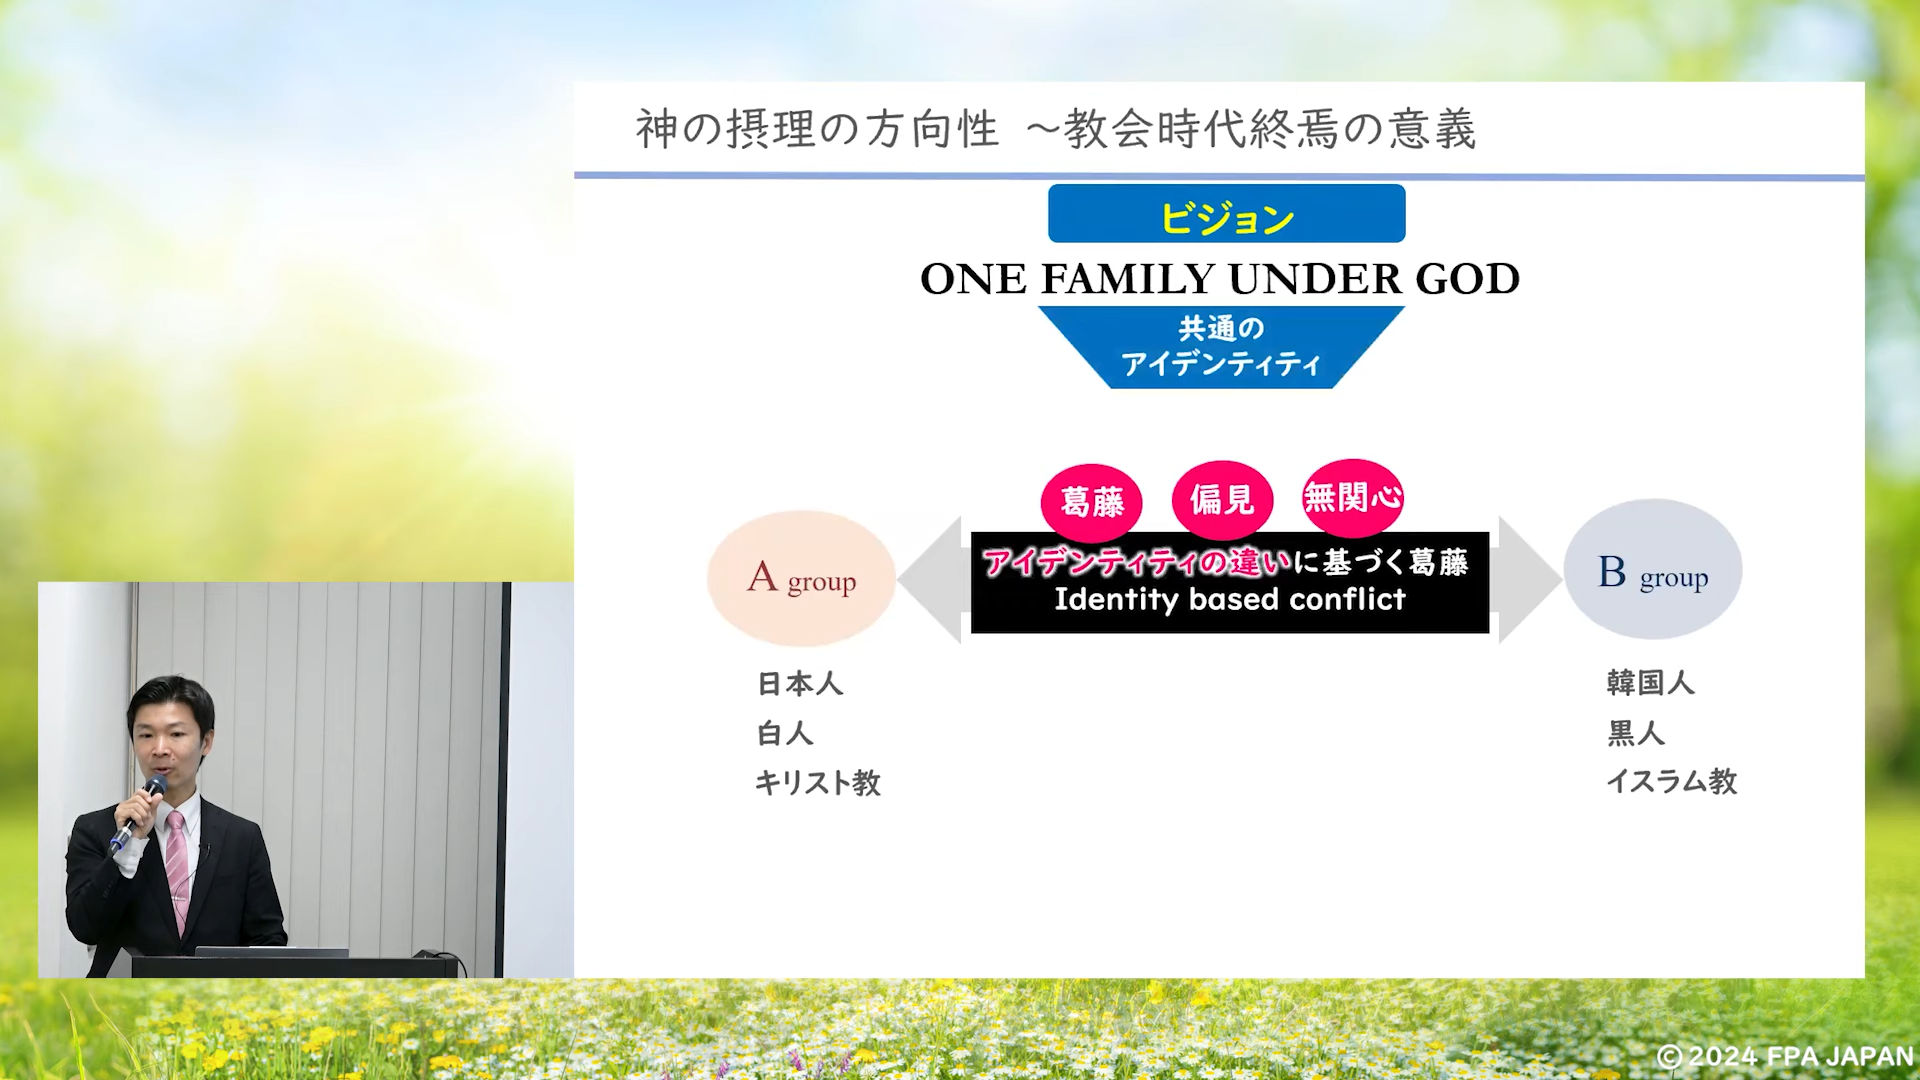 神の摂理の方向性 ～教会時代終焉の意義
ビジョン
ONE FAMILY UNDER GOD
共通の
アイデンティティ
葛藤
偏見
無関心
A group
アイデンティティの違いに基づく葛藤
Identity based conflict
B group
日本人
白人
キリスト教
韓国人
黒人
イスラム教
© 2024 FPA JAPAN